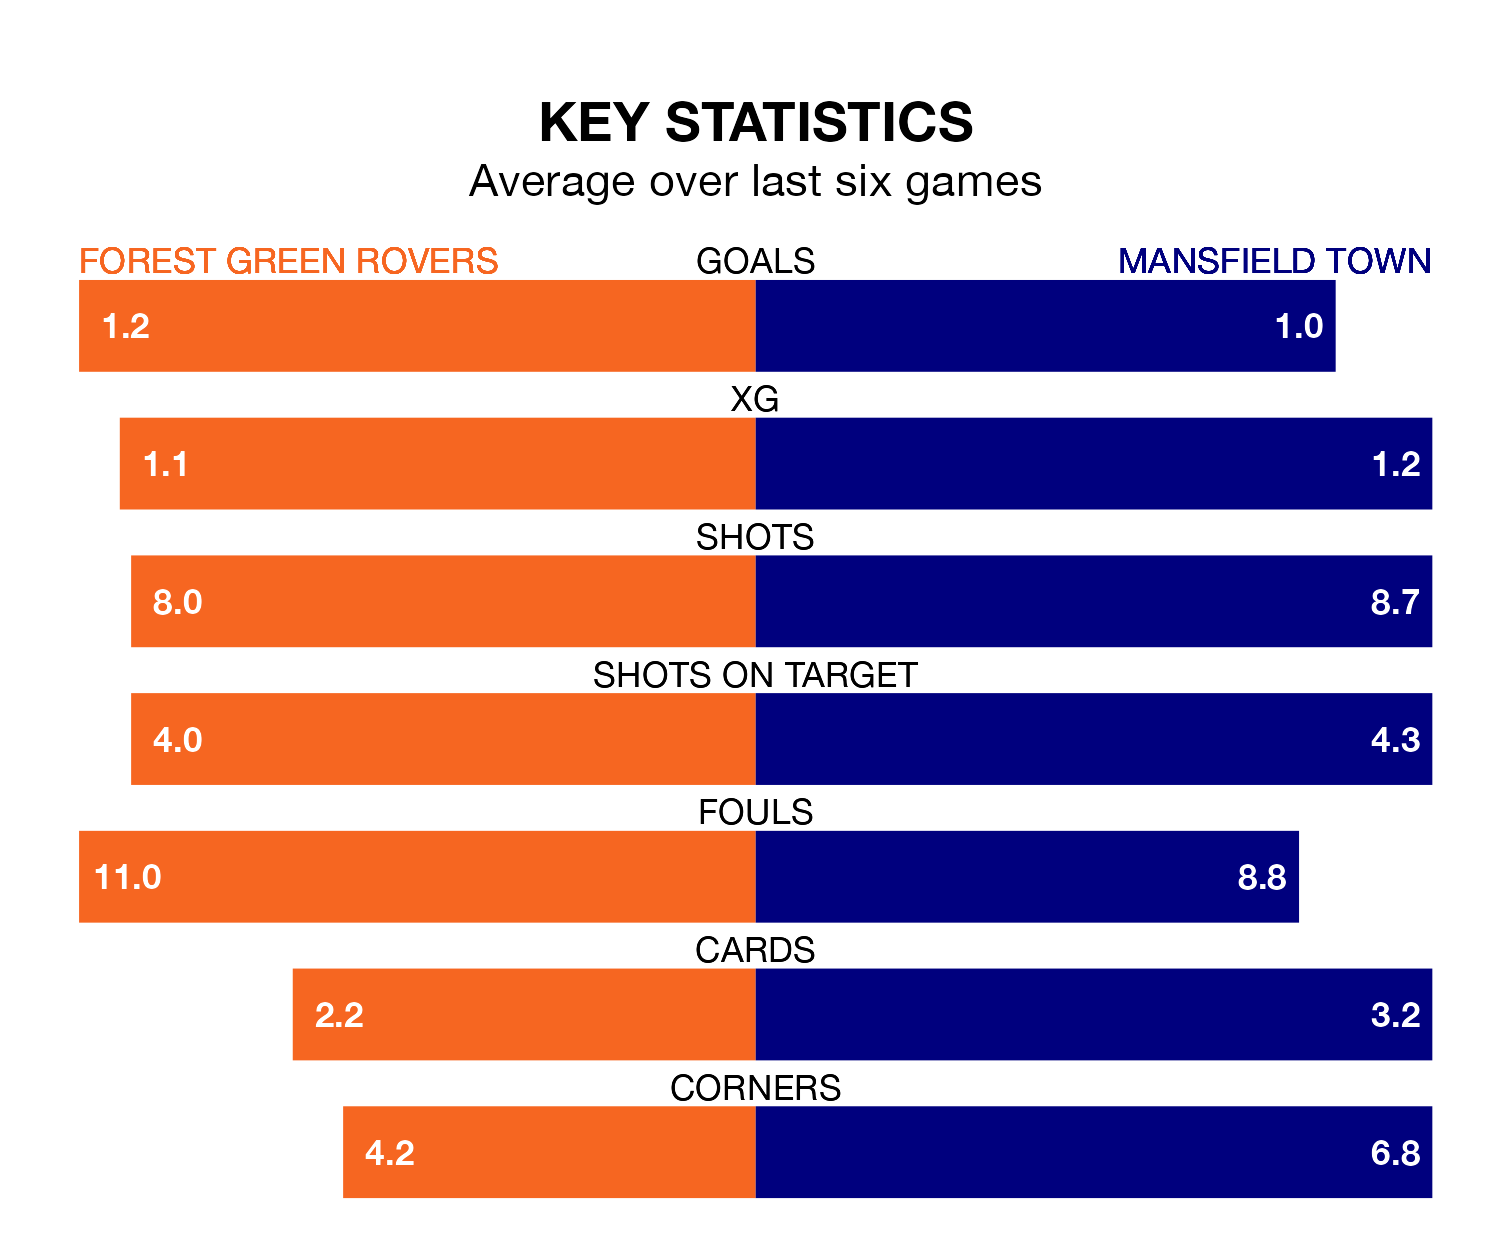 KEY STATISTICS
Average over last six games
FOREST GREEN ROVERS GOALS MANSFIELD TOWN
1.2 1.0
XG
1.1 1.2
SHOTS
8.0 8.7
SHOTS ON TARGET
4.0 4.3
FOULS
11.0 8.8
CARDS
2.2 3.2
CORNERS
4.2 6.8